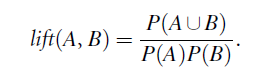 lift(A, B) = P(A∪B) / P(A)P(B).